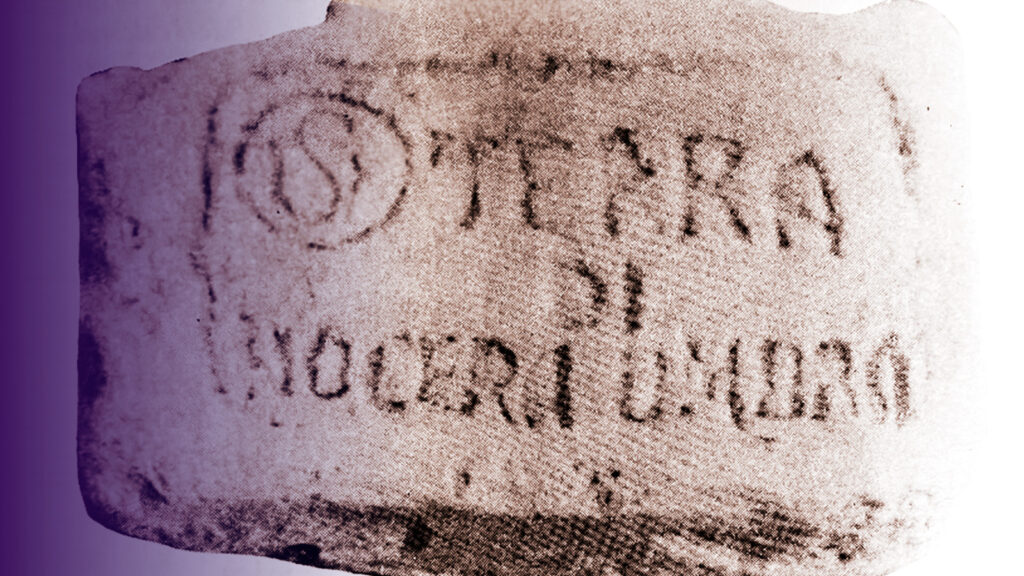 S TERRA
DI
NOCERA UMBRA